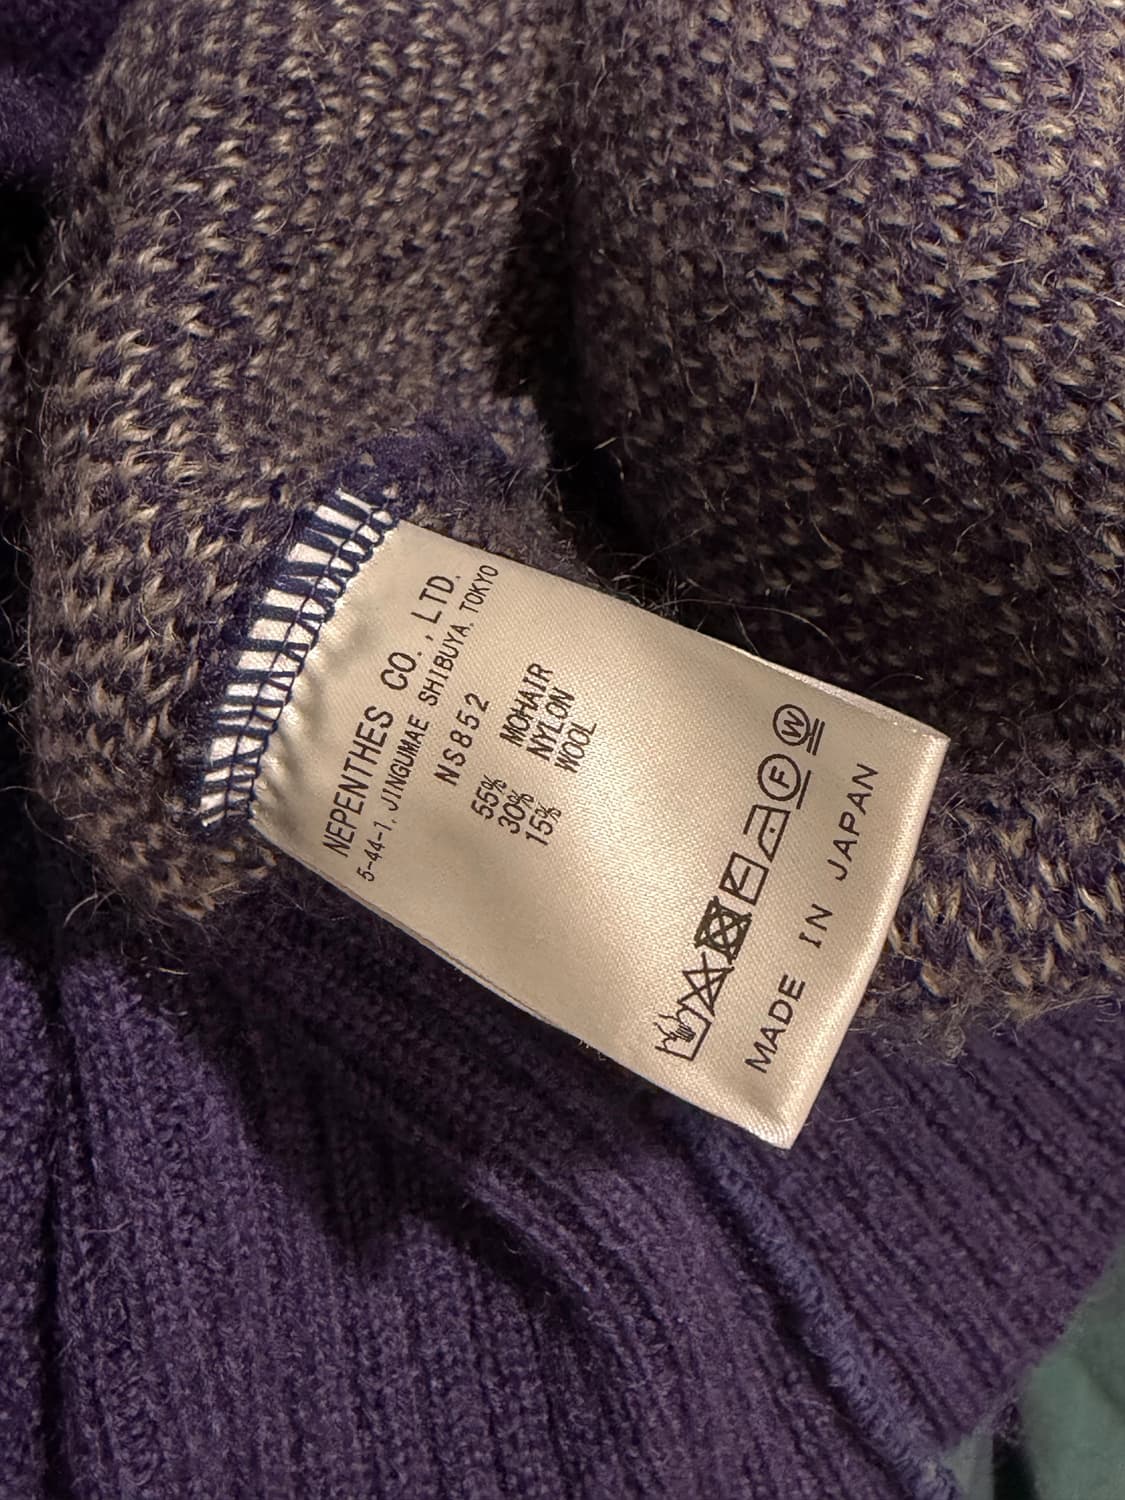 NEPENTHES CO., LTD.
5-44-1, JINGUMAE SHIBUYA, TOKYO
NS852
55% MOHAIR
30% NYLON
15% WOOL
F W
MADE IN JAPAN